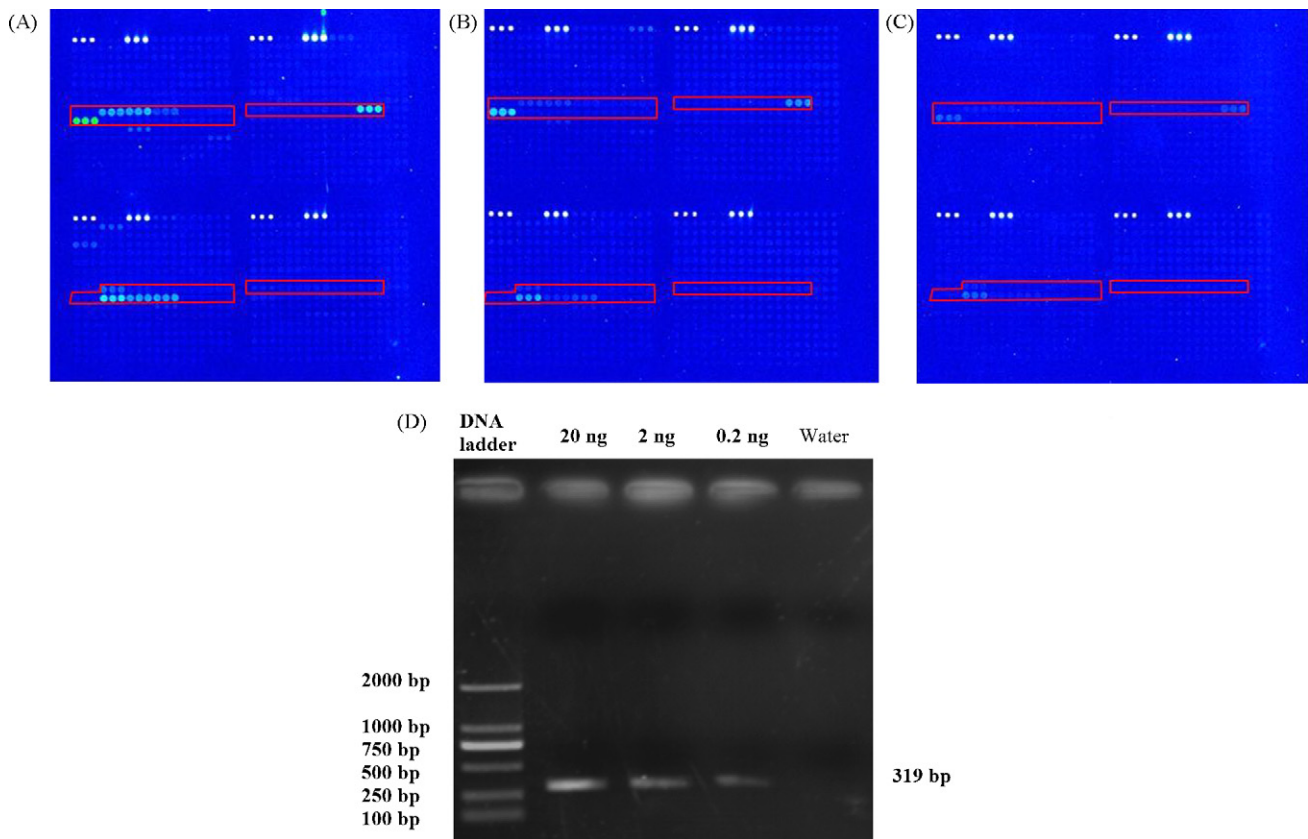 (A)
(B)
(C)
(D)
DNA
ladder
20 ng
2 ng
0.2 ng
Water
2000 bp
1000 bp
750 bp
500 bp
250 bp
100 bp
319 bp